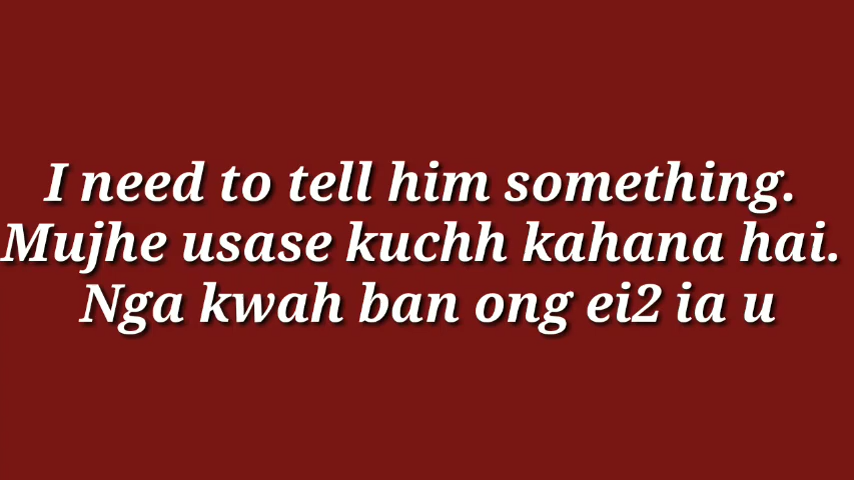 I need to tell him something.
Mujhe usase kuchh kahana hai.
Nga kwah ban ong ei2 ia u